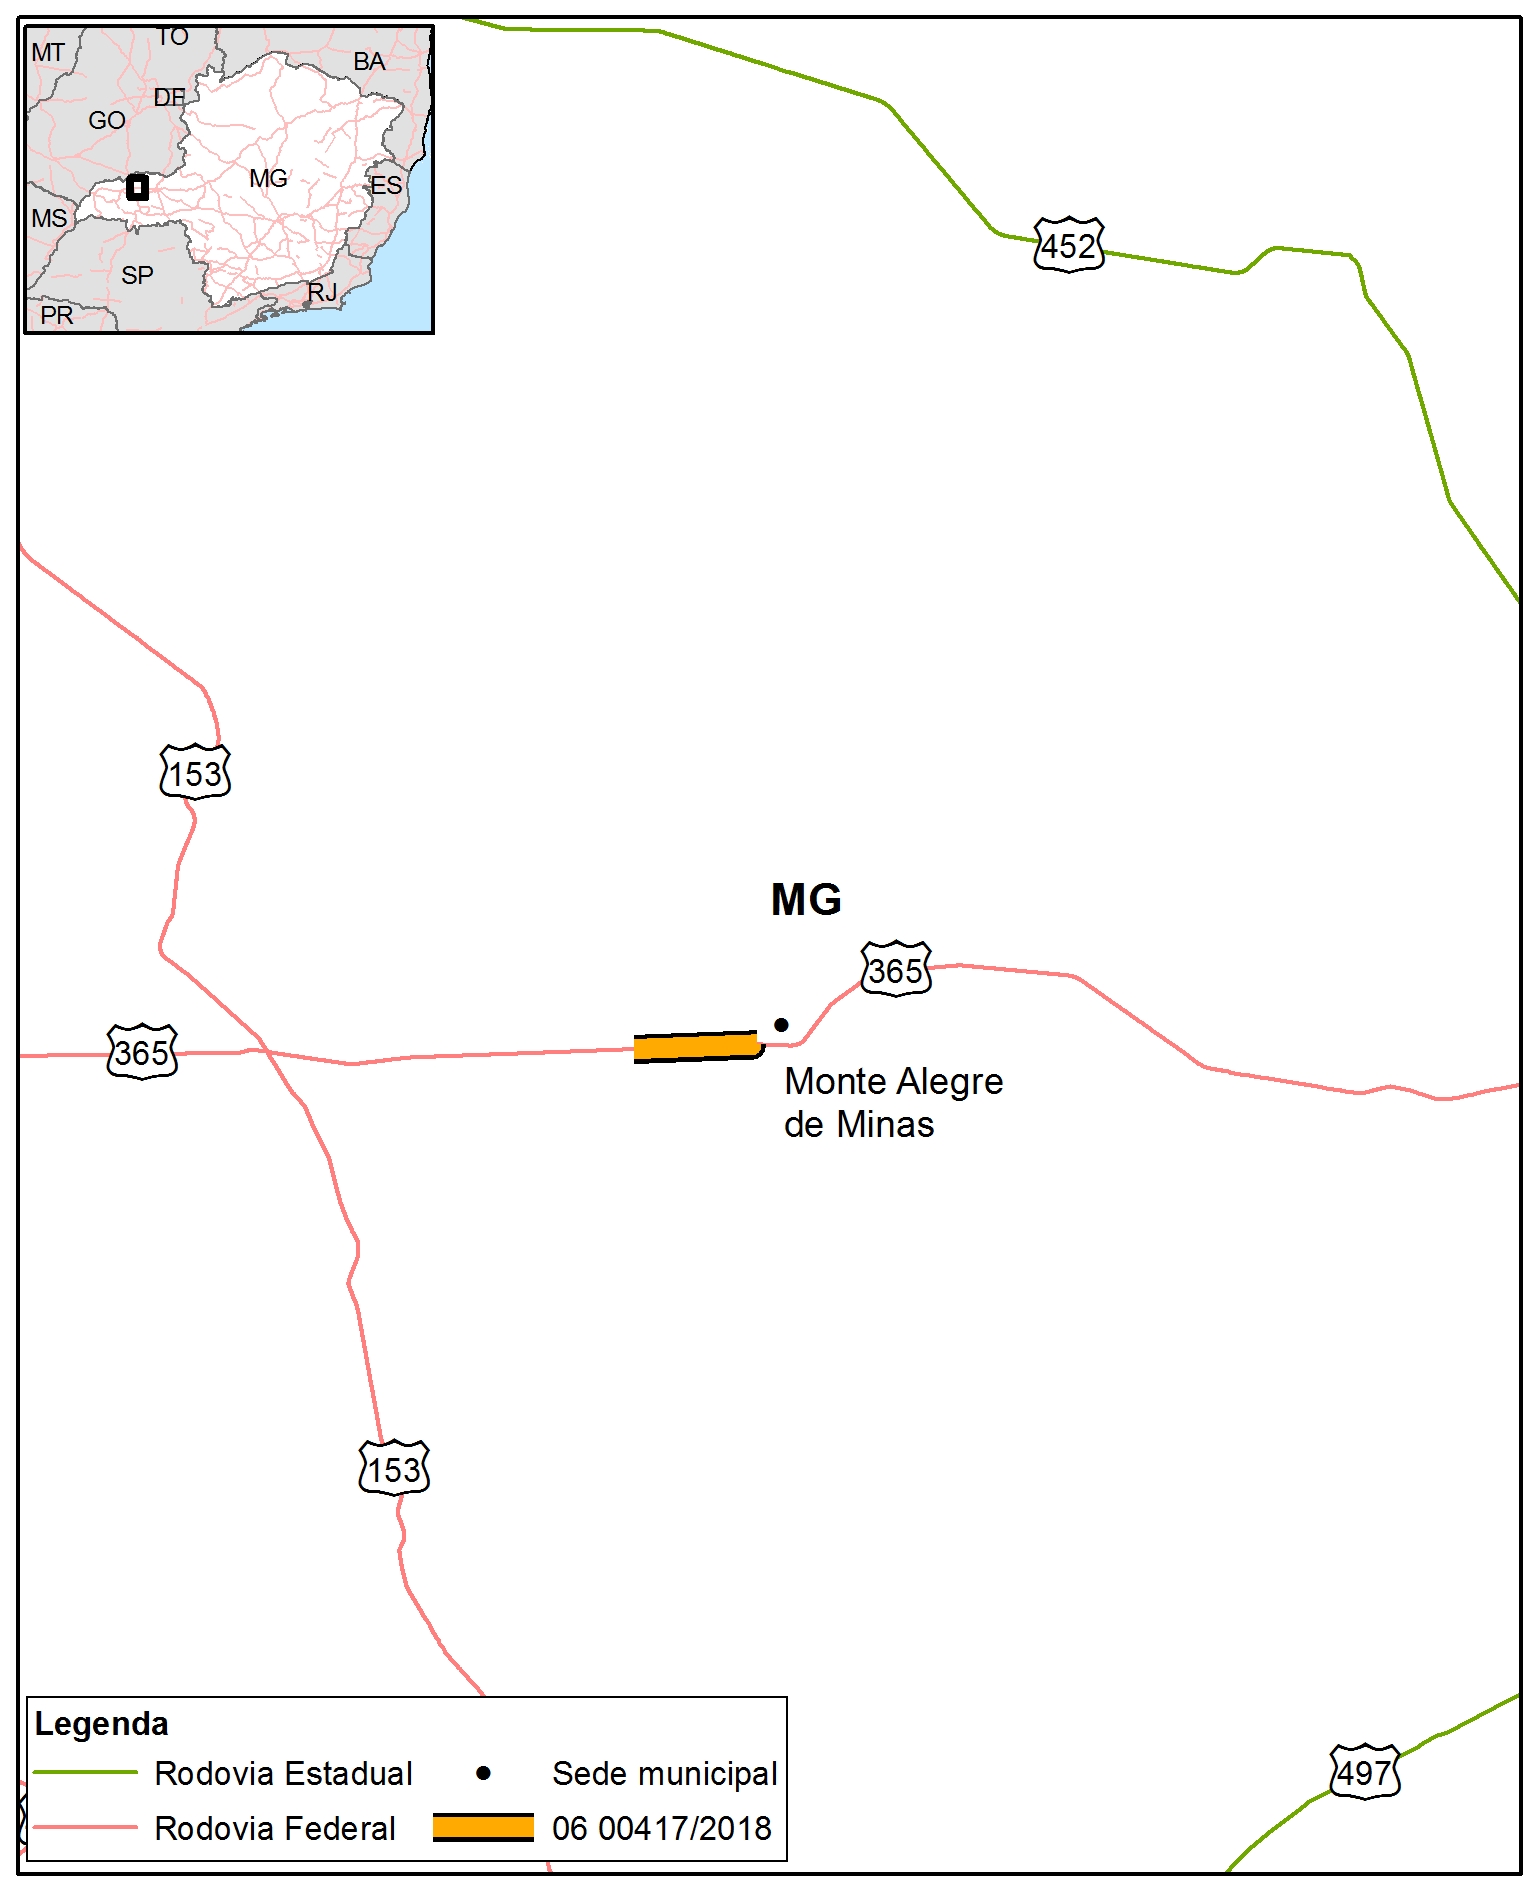 TO
MT
BA
DF
GO
MG
ES
MS
SP
RJ
PR
452
153
MG
365
365
Monte Alegre
de Minas
153
Legenda
Rodovia Estadual
Sede municipal
497
Rodovia Federal
06 00417/2018